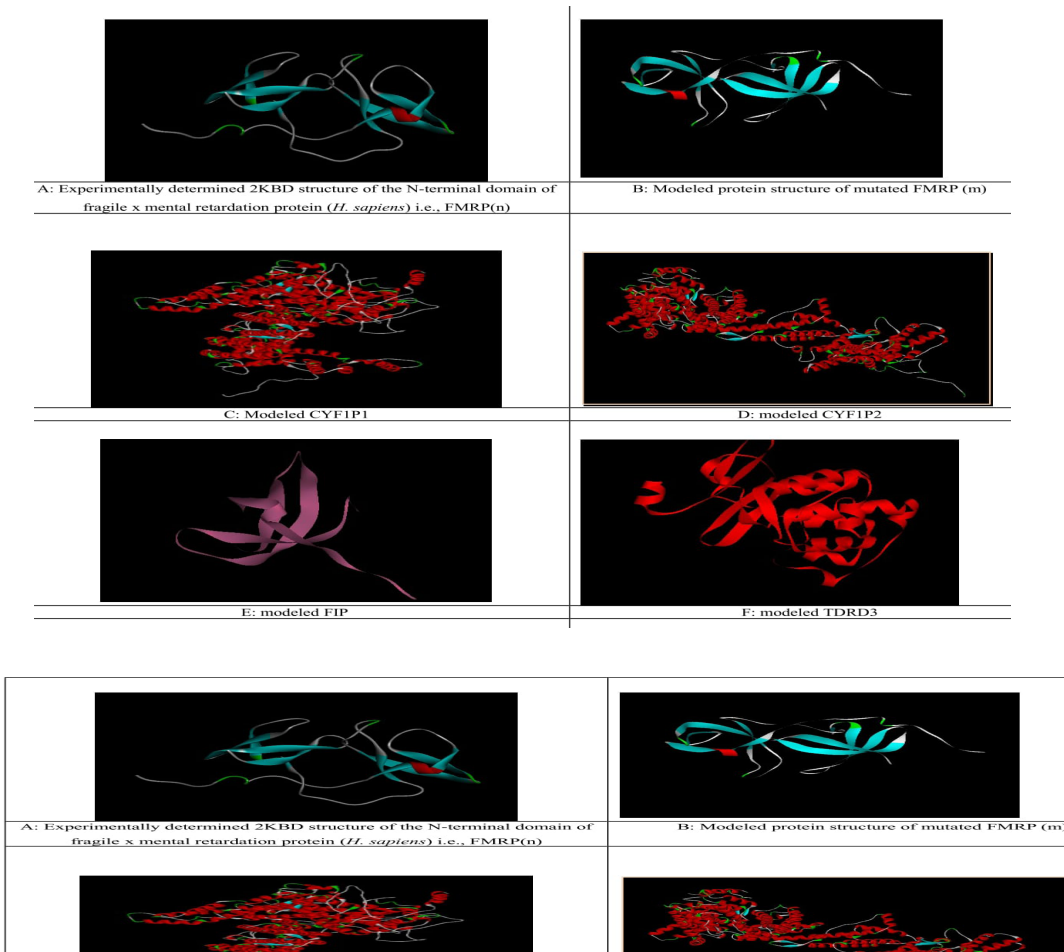 A: Experimentally determined 2KBD structure of the N-terminal domain of
fragile x mental retardation protein (H. sapiens) i.e., FMRP(n)
B: Modeled protein structure of mutated FMRP (m)
C: Modeled CYF1P1
D: modeled CYF1P2
E: modeled FIP
F: modeled TDRD3
A: Experimentally determined 2KBD structure of the N-terminal domain of
fragile x mental retardation protein (H. sapiens) i.e., FMRP(n)
B: Modeled protein structure of mutated FMRP (m)